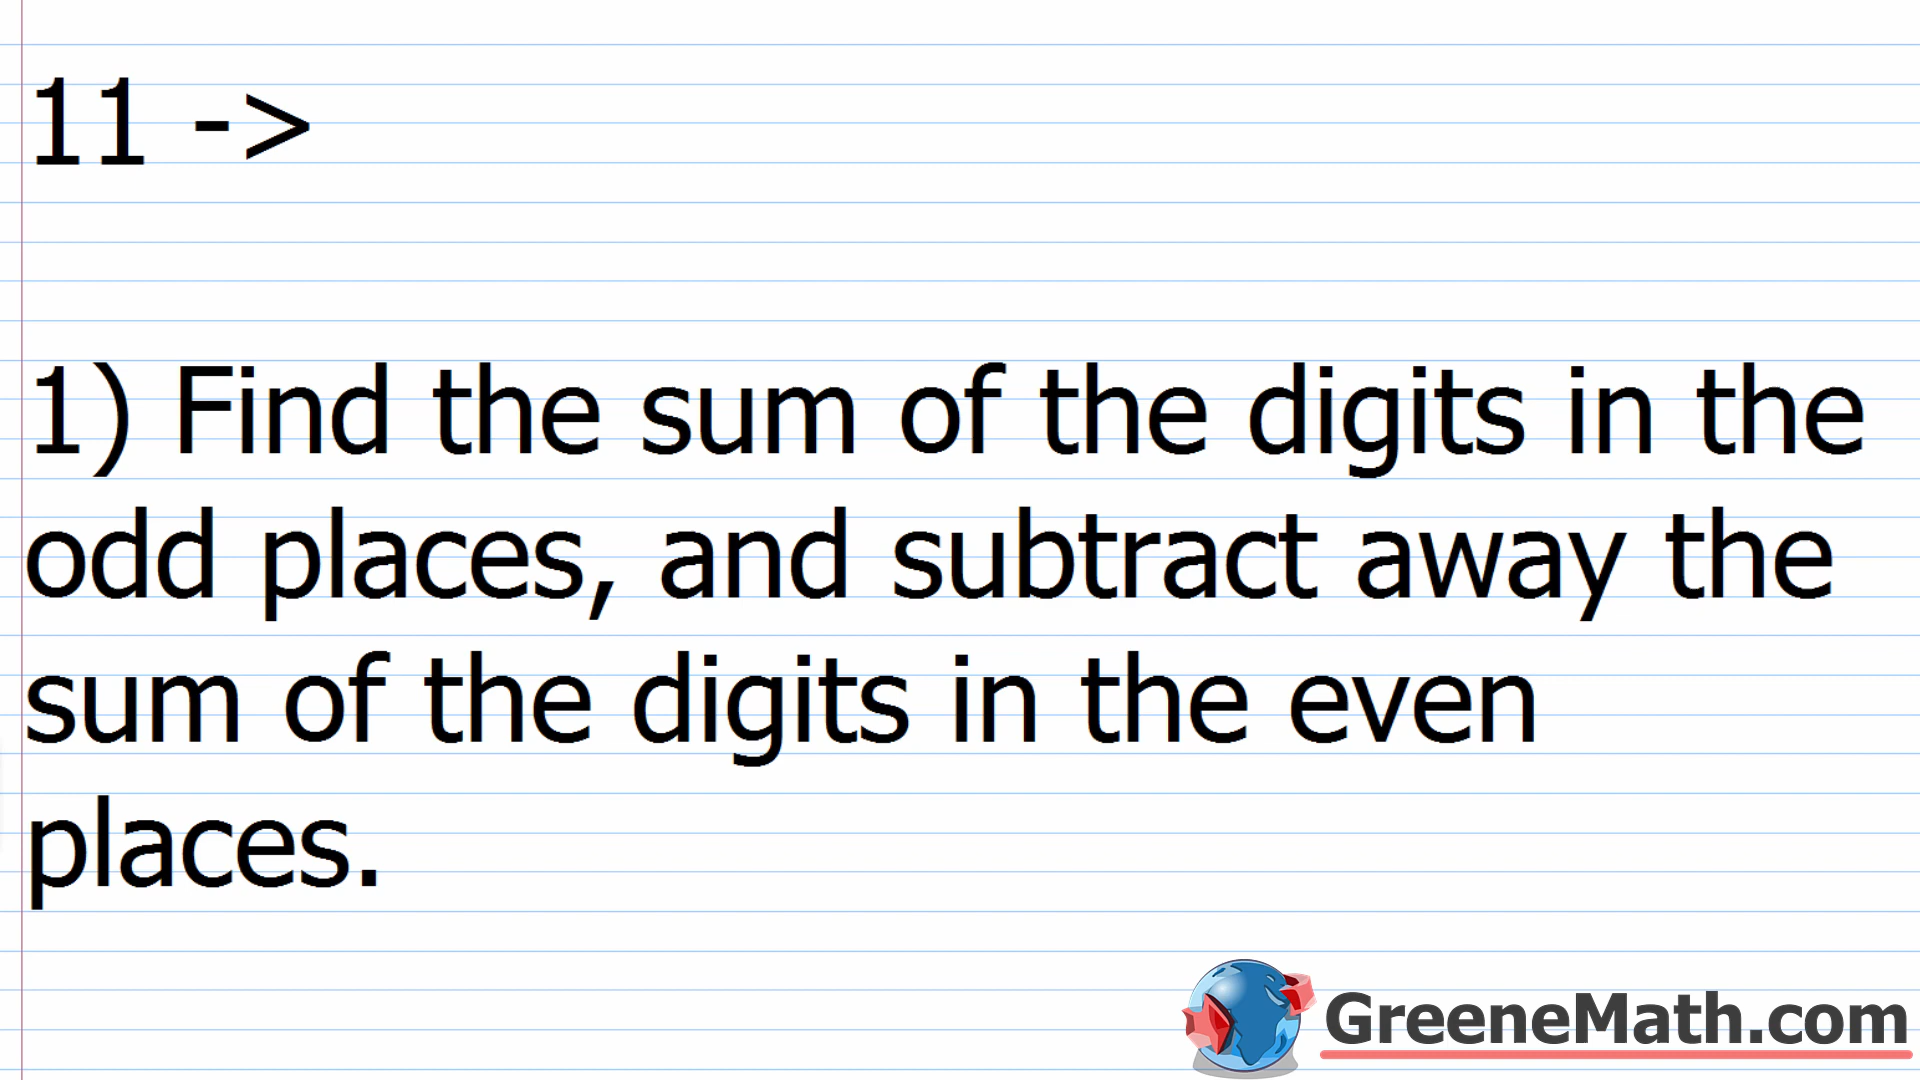 11 ->
1) Find the sum of the digits in the
odd places, and subtract away the
sum of the digits in the even
places.
GreeneMath.com